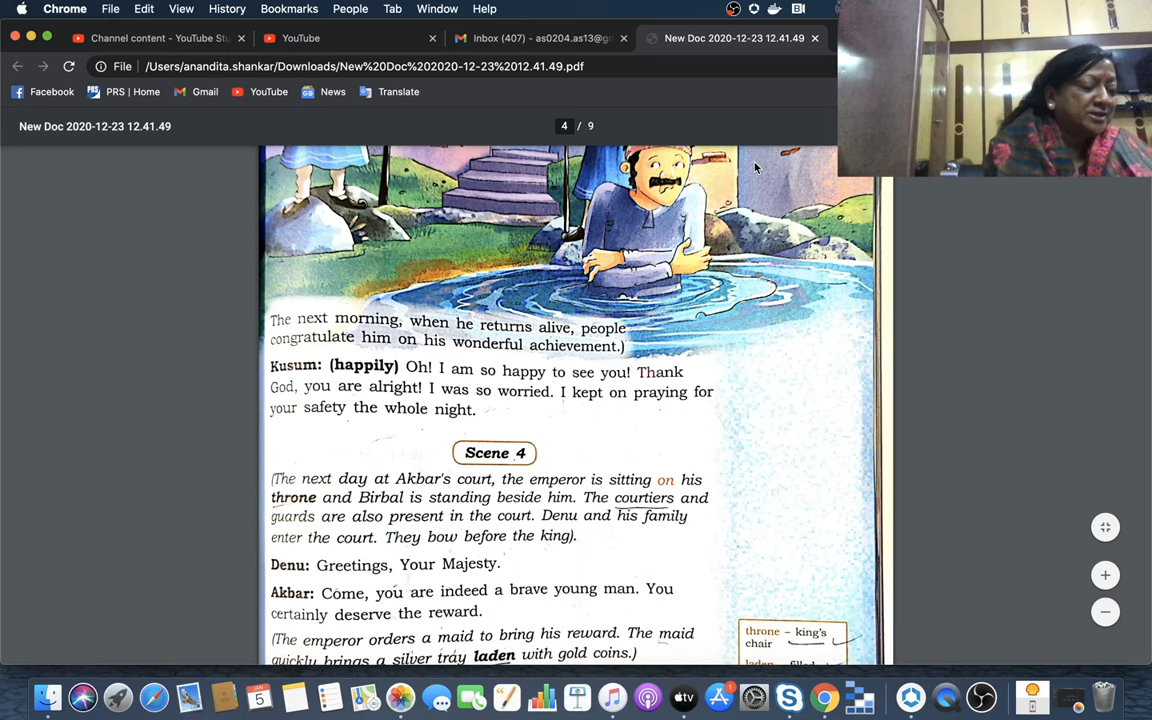 Chrome File Edit View History Bookmarks People Tab Window Help
Channel content - YouTube Stu
YouTube
Inbox (407) - as0204.as13@gm
New Doc 2020-12-23 12.41.49
File /Users/anandita.shankar/Downloads/New%20Doc%202020-12-23%2012.41.49.pdf
Facebook PRS | Home Gmail YouTube News Translate
New Doc 2020-12-23 12.41.49
4 / 9
The next morning, when he returns alive, people
congratulate him on his wonderful achievement.)
Kusum: (happily) Oh! I am so happy to see you! Thank
God, you are alright! I was so worried. I kept on praying for
your safety the whole night.
Scene 4
(The next day at Akbar's court, the emperor is sitting on his
throne and Birbal is standing beside him. The courtiers and
guards are also present in the court. Denu and his family
enter the court. They bow before the king).
Denu: Greetings, Your Majesty.
Akbar: Come, you are indeed a brave young man. You
certainly deserve the reward.
(The emperor orders a maid to bring his reward. The maid
quickly brings a silver tray laden with gold coins.)
throne – king's
chair
laden
JAN
5
tv
1